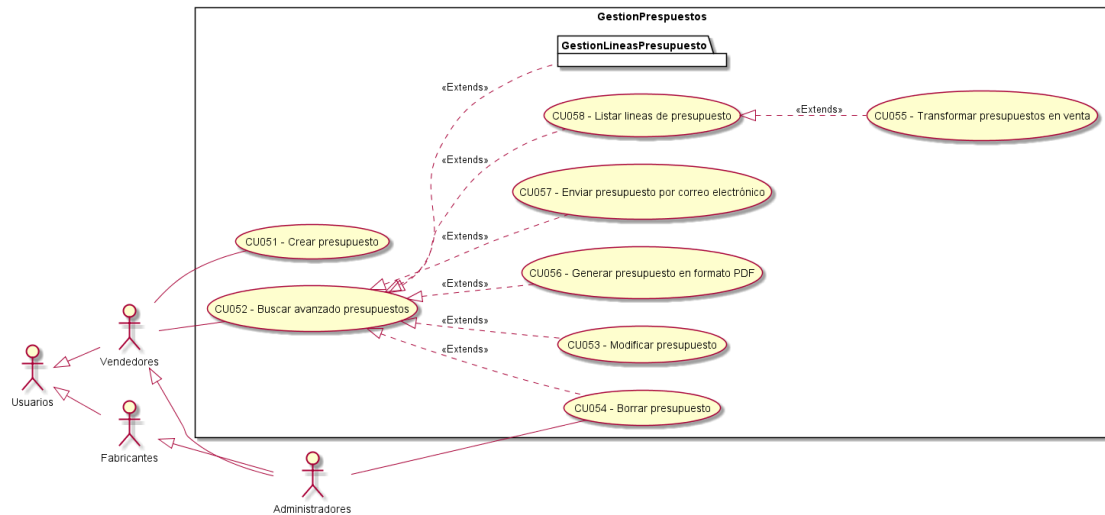 GestionPrespuestos
GestionLineasPresupuesto
«Extends»
CU058 - Listar lineas de presupuesto
«Extends»
CU055 - Transformar presupuestos en venta
«Extends»
CU057 - Enviar presupuesto por correo electrónico
«Extends»
CU051 - Crear presupuesto
CU056 - Generar presupuesto en formato PDF
«Extends»
CU052 - Buscar avanzado presupuestos
«Extends»
CU053 - Modificar presupuesto
«Extends»
Vendedores
CU054 - Borrar presupuesto
Usuarios
Fabricantes
Administradores